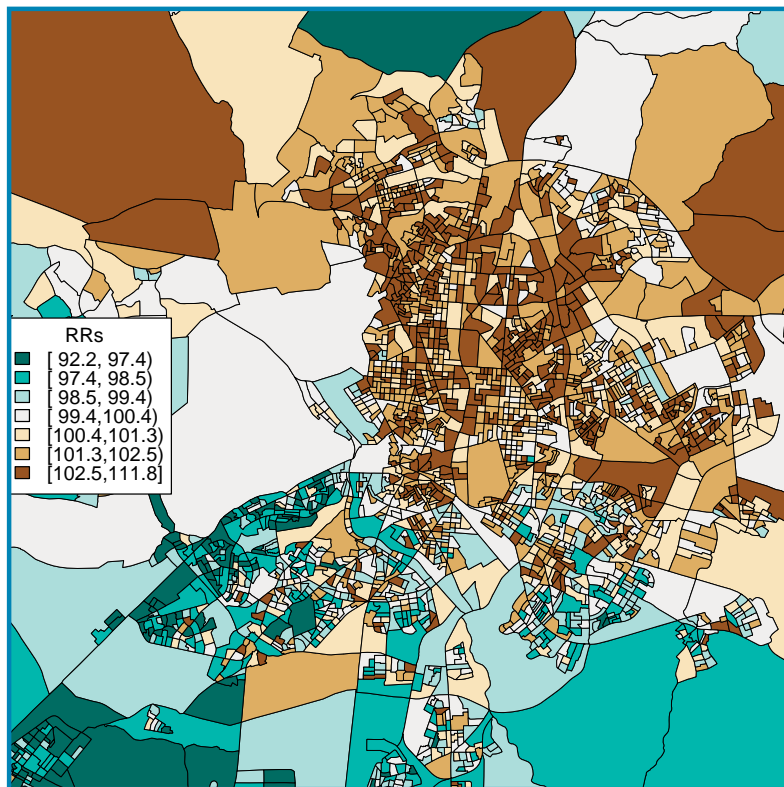 RRs
[ 92.2, 97.4)
[ 97.4, 98.5)
[ 98.5, 99.4)
[ 99.4,100.4)
[100.4,101.3)
[101.3,102.5)
[102.5,111.8]